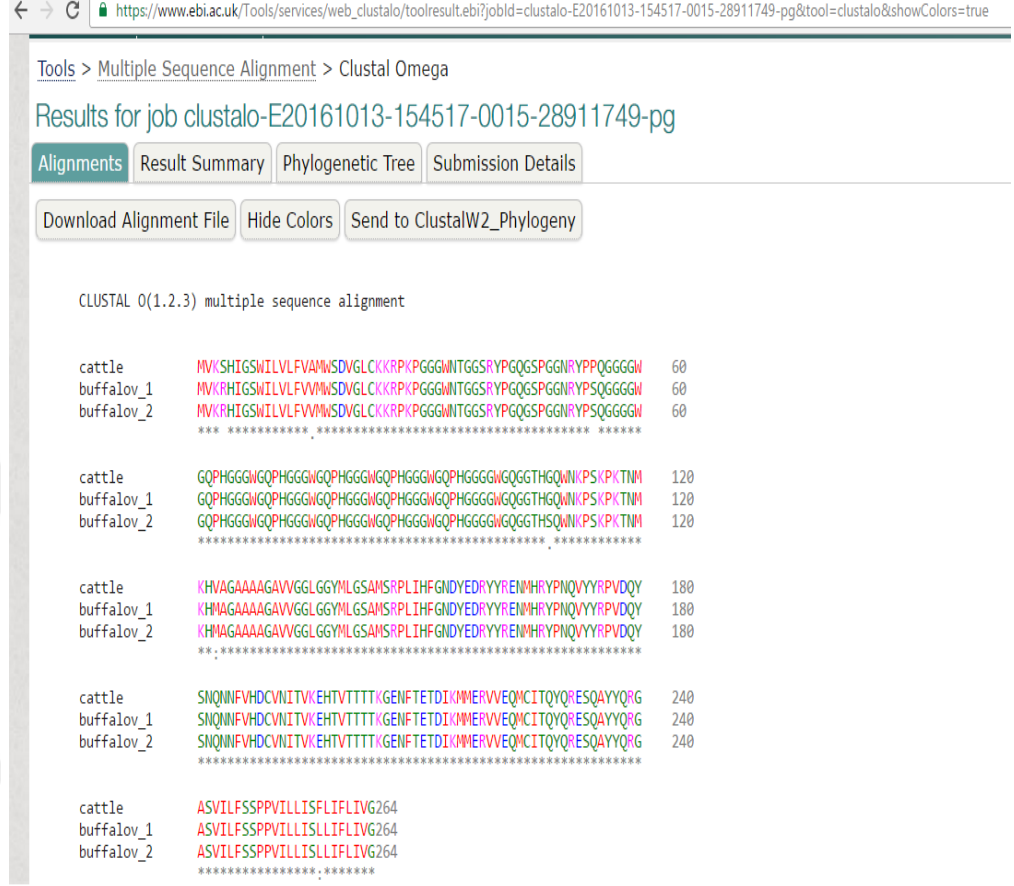 https://www.ebi.ac.uk/Tools/services/web_clustalo/toolresult.ebi?jobId=clustalo-E20161013-154517-0015-28911749-pg&tool=clustalo&showColors=true
Tools > Multiple Sequence Alignment > Clustal Omega
Results for job clustalo-E20161013-154517-0015-28911749-pg
Alignments Result Summary Phylogenetic Tree Submission Details
Download Alignment File Hide Colors Send to ClustalW2_Phylogeny
CLUSTAL O(1.2.3) multiple sequence alignment
cattle MVKSHIGSWILVLFVAMWSDVGLCKKRPKPGGGWNTGGSRYPGQGSPGGNRYPPQGGGGW 60
buffalov_1 MVKRHIGSWILVLFVVMWSDVGLCKKRPKPGGGWNTGGSRYPGQGSPGGNRYPSQGGGGW 60
buffalov_2 MVKRHIGSWILVLFVVMWSDVGLCKKRPKPGGGWNTGGSRYPGQGSPGGNRYPSQGGGGW 60
*** ***********.************************************ ******
cattle GQPHGGGWGQPHGGGWGQPHGGGWGQPHGGGWGQPHGGGGWGQGGTHGQWNKPSKPKTNM 120
buffalov_1 GQPHGGGWGQPHGGGWGQPHGGGWGQPHGGGWGQPHGGGGWGQGGTHGQWNKPSKPKTNM 120
buffalov_2 GQPHGGGWGQPHGGGWGQPHGGGWGQPHGGGWGQPHGGGGWGQGGTHSQWNKPSKPKTNM 120
***********************************************.************
cattle KHVAGAAAAGAVVGGLGGYMLGSAMSRPLIHFGNDYEDRYYRENMHRYPNQVYYRPVDQY 180
buffalov_1 KHMAGAAAAGAVVGGLGGYMLGSAMSRPLIHFGNDYEDRYYRENMHRYPNQVYYRPVDQY 180
buffalov_2 KHMAGAAAAGAVVGGLGGYMLGSAMSRPLIHFGNDYEDRYYRENMHRYPNQVYYRPVDQY 180
**:*********************************************************
cattle SNQNNFVHDCVNITVKEHTVTTTTKGENFTETDIKMMERVVEQMCITQYQRESQAYYQRG 240
buffalov_1 SNQNNFVHDCVNITVKEHTVTTTTKGENFTETDIKMMERVVEQMCITQYQRESQAYYQRG 240
buffalov_2 SNQNNFVHDCVNITVKEHTVTTTTKGENFTETDIKMMERVVEQMCITQYQRESQAYYQRG 240
************************************************************
cattle ASVILFSSPPVILLISFLIFLIVG264
buffalov_1 ASVILFSSPPVILLISLLIFLIVG264
buffalov_2 ASVILFSSPPVILLISLLIFLIVG264
****************:*******